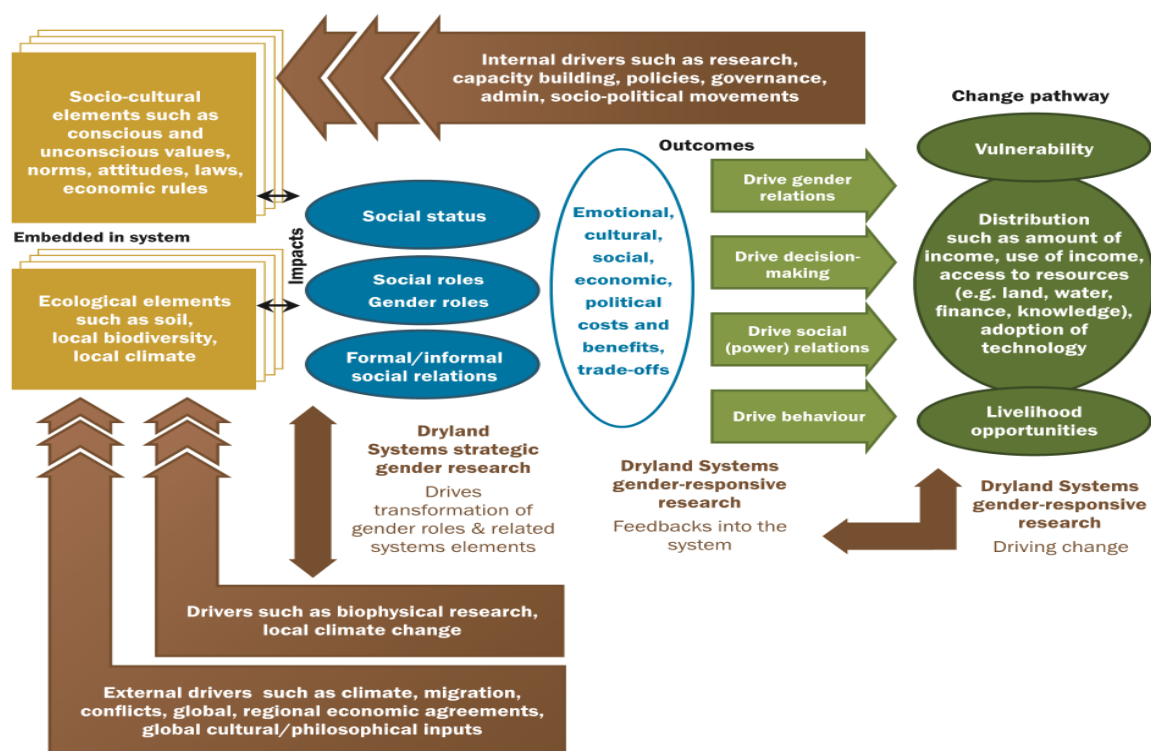 Internal drivers such as research,
capacity building, policies, governance,
admin, socio-political movements
Socio-cultural
elements such as
conscious and
unconscious values,
norms, attitudes, laws,
economic rules
Embedded in system
Ecological elements
such as soil,
local biodiversity,
local climate
Impacts
Social status
Social roles
Gender roles
Formal/informal
social relations
Emotional,
cultural,
social,
economic,
political
costs and
benefits,
trade-offs
Outcomes
Drive gender
relations
Drive decision-
making
Drive social
(power) relations
Drive behaviour
Change pathway
Vulnerability
Distribution
such as amount of
income, use of income,
access to resources
(e.g. land, water,
finance, knowledge),
adoption of
technology
Livelihood
opportunities
Dryland
Systems strategic
gender research
Drives
transformation of
gender roles & related
systems elements
Dryland Systems
gender-responsive
research
Feedbacks into the
system
Dryland Systems
gender-responsive
research
Driving change
Drivers such as biophysical research,
local climate change
External drivers such as climate, migration,
conflicts, global, regional economic agreements,
global cultural/philosophical inputs